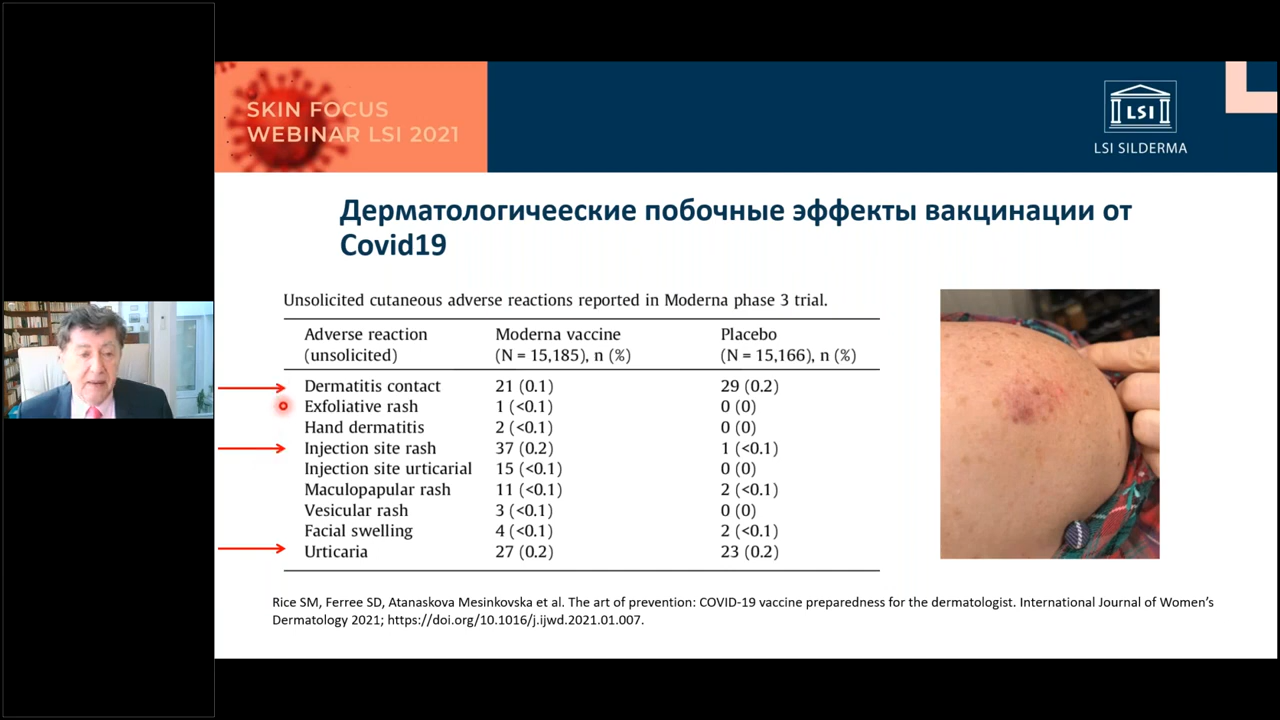 SKIN FOCUS
WEBINAR LSI 2021
LSI
LSI SILDERMA
Дерматологичееские побочные эффекты вакцинации от
Covid19
Unsolicited cutaneous adverse reactions reported in Moderna phase 3 trial.
Adverse reaction Moderna vaccine Placebo
(unsolicited) (N = 15,185), n (%) (N = 15,166), n (%)
Dermatitis contact 21 (0.1) 29 (0.2)
Exfoliative rash 1 (<0.1) 0 (0)
Hand dermatitis 2 (<0.1) 0 (0)
Injection site rash 37 (0.2) 1 (<0.1)
Injection site urticarial 15 (<0.1) 0 (0)
Maculopapular rash 11 (<0.1) 2 (<0.1)
Vesicular rash 3 (<0.1) 0 (0)
Facial swelling 4 (<0.1) 2 (<0.1)
Urticaria 27 (0.2) 23 (0.2)
Rice SM, Ferree SD, Atanaskova Mesinkovska et al. The art of prevention: COVID-19 vaccine preparedness for the dermatologist. International Journal of Women’s
Dermatology 2021; https://doi.org/10.1016/j.ijwd.2021.01.007.